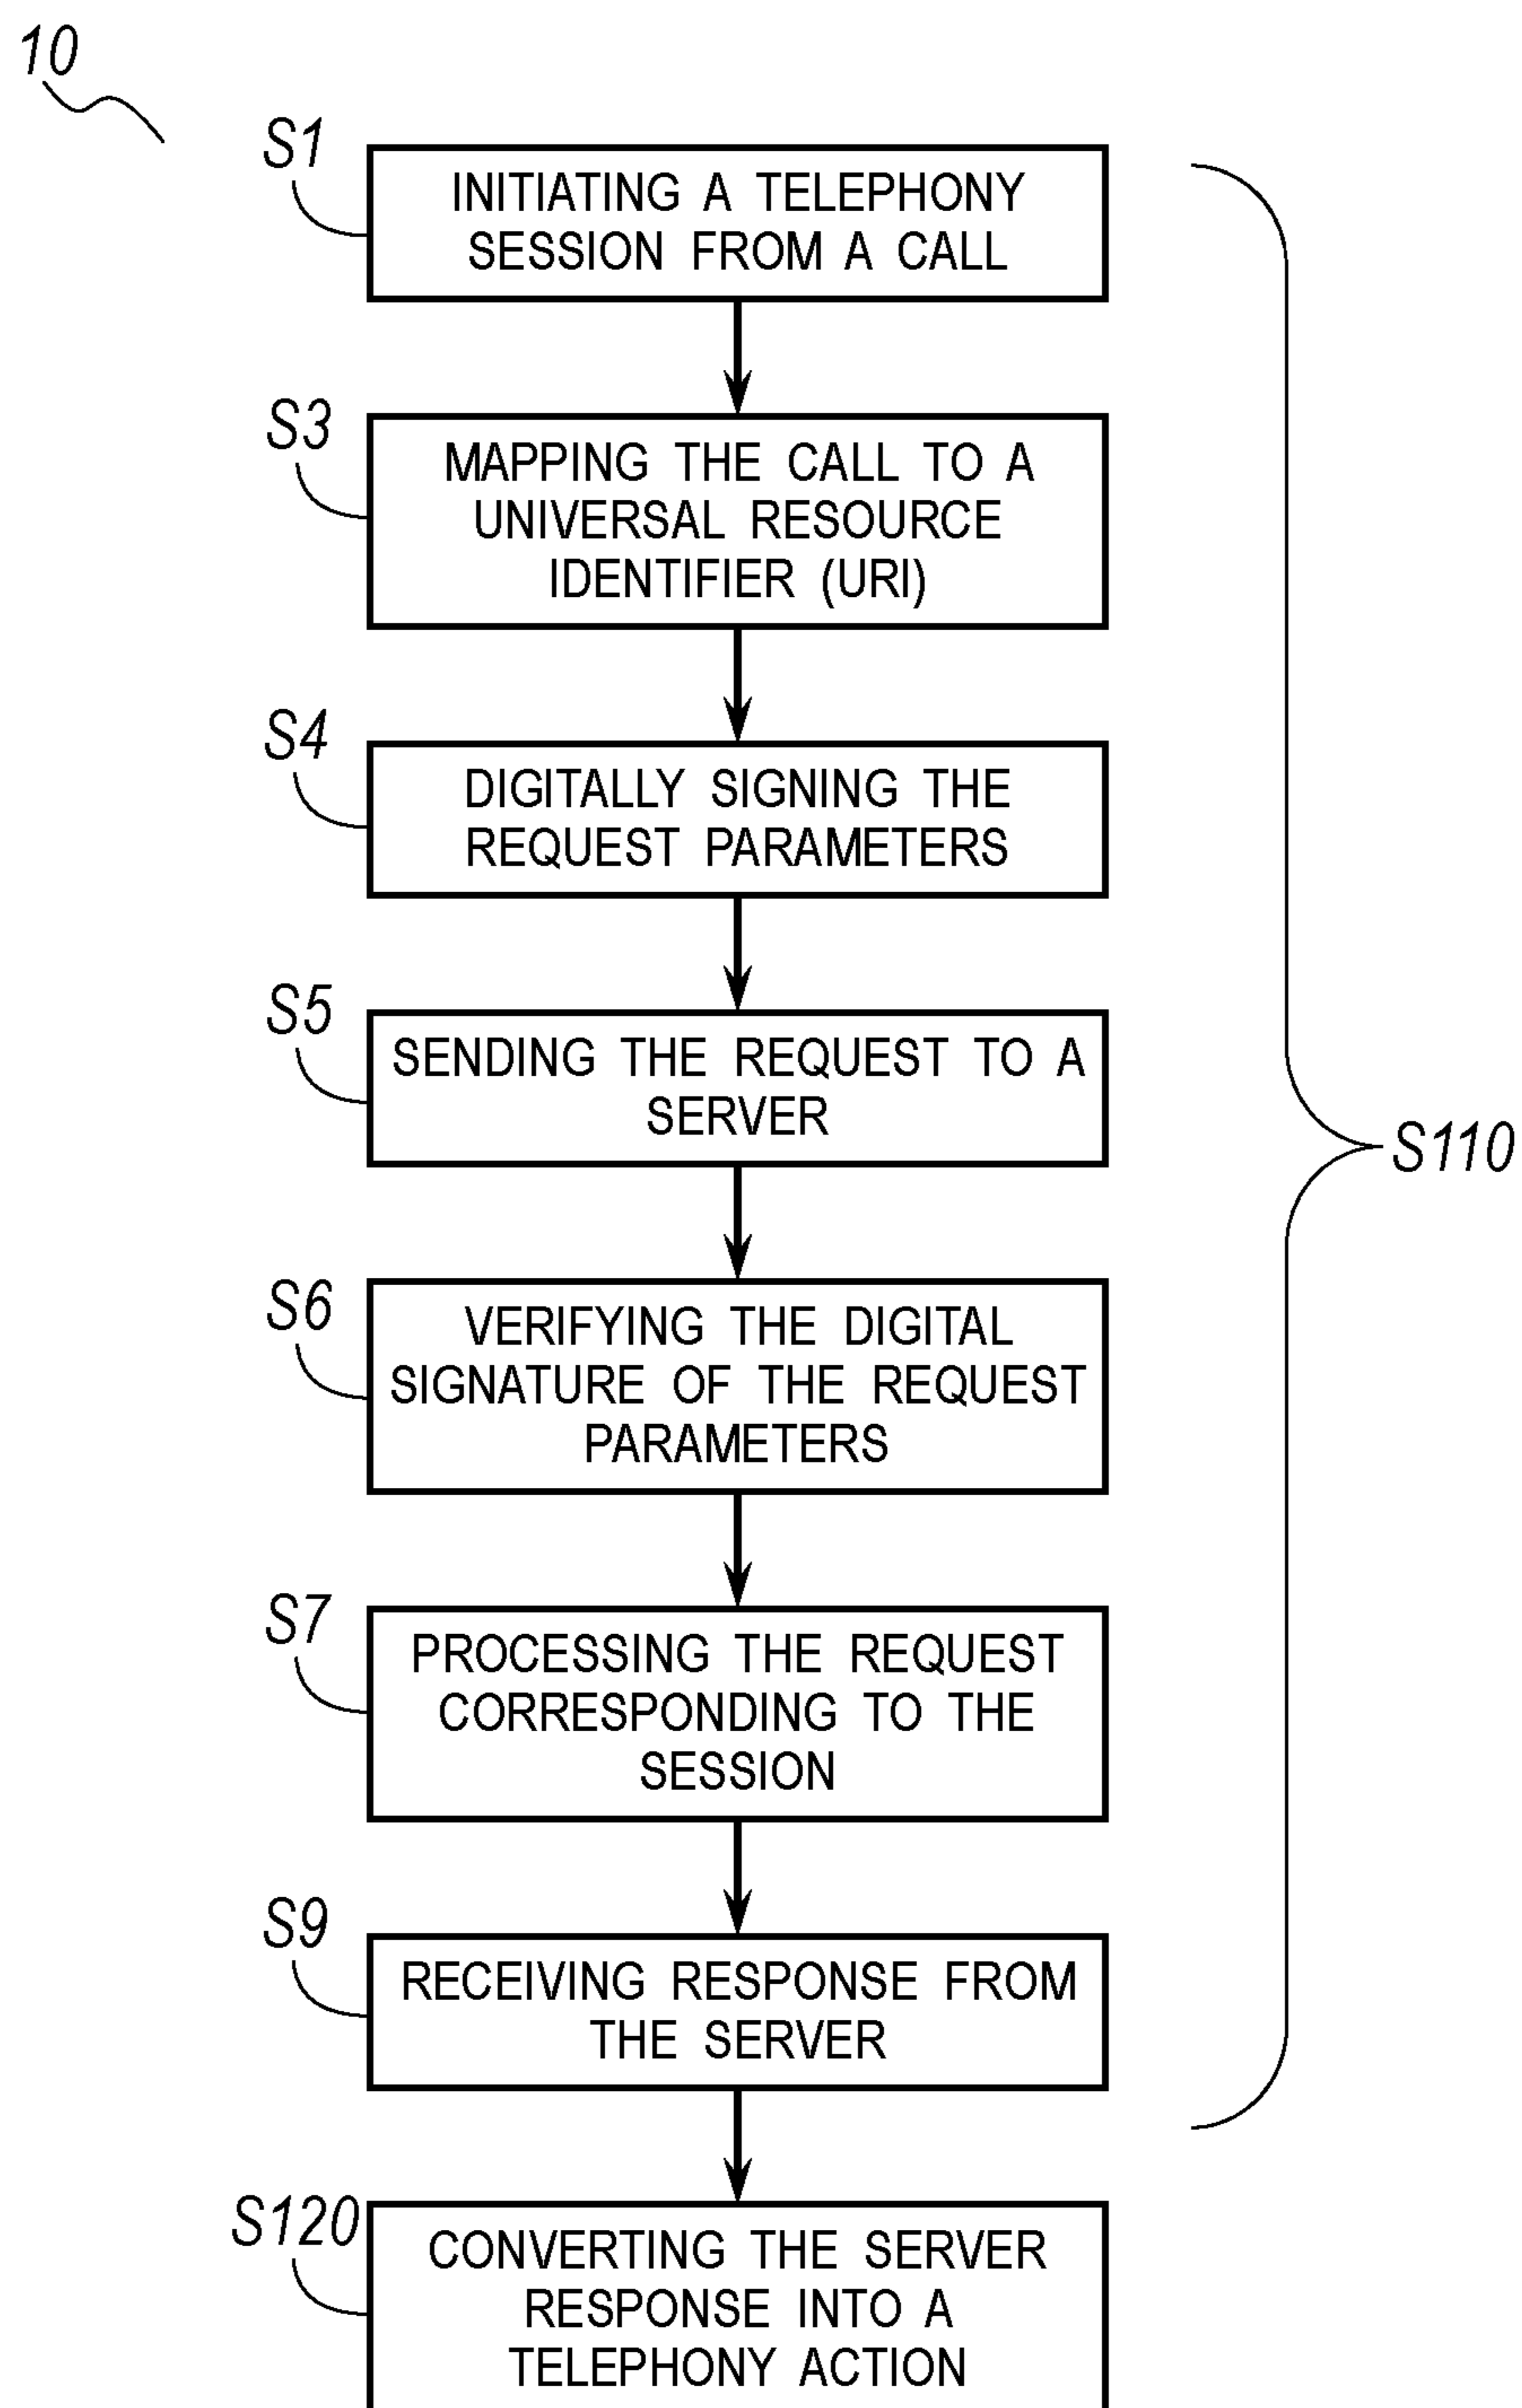 10
S1
INITIATING A TELEPHONY
SESSION FROM A CALL
S3
MAPPING THE CALL TO A
UNIVERSAL RESOURCE
IDENTIFIER (URI)
S4
DIGITALLY SIGNING THE
REQUEST PARAMETERS
S5
SENDING THE REQUEST TO A
SERVER
S110
S6
VERIFYING THE DIGITAL
SIGNATURE OF THE REQUEST
PARAMETERS
S7
PROCESSING THE REQUEST
CORRESPONDING TO THE
SESSION
S9
RECEIVING RESPONSE FROM
THE SERVER
S120
CONVERTING THE SERVER
RESPONSE INTO A
TELEPHONY ACTION